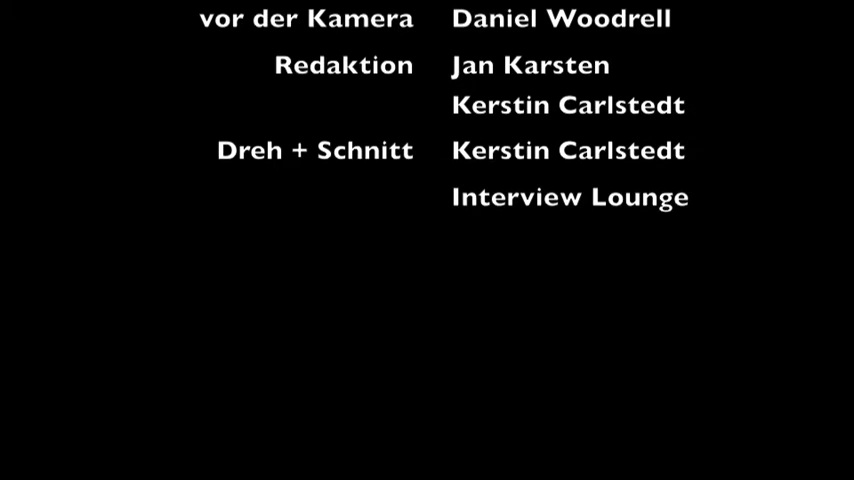 vor der Kamera Daniel Woodrell
Redaktion Jan Karsten
Kerstin Carlstedt
Dreh + Schnitt Kerstin Carlstedt
Interview Lounge